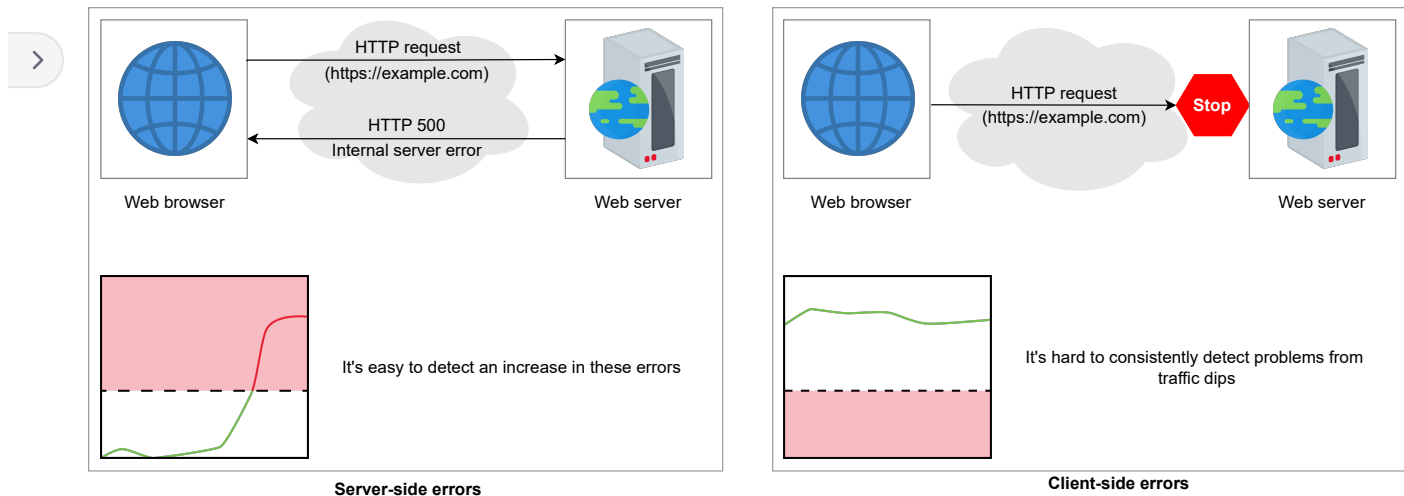 HTTP request
(https://example.com)
HTTP 500
Internal server error
Web browser
Web server
It's easy to detect an increase in these errors
Server-side errors
HTTP request
(https://example.com)
Stop
Web browser
Web server
It's hard to consistently detect problems from
traffic dips
Client-side errors